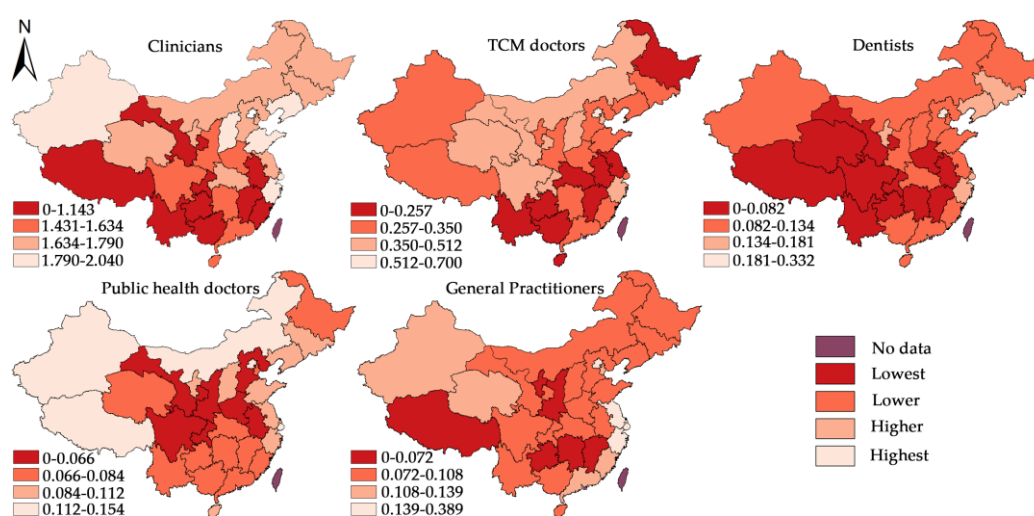 N
Clinicians
TCM doctors
Dentists
0-1.143
1.431-1.634
1.634-1.790
1.790-2.040
0-0.257
0.257-0.350
0.350-0.512
0.512-0.700
0-0.082
0.082-0.134
0.134-0.181
0.181-0.332
Public health doctors
General Practitioners
0-0.066
0.066-0.084
0.084-0.112
0.112-0.154
0-0.072
0.072-0.108
0.108-0.139
0.139-0.389
No data
Lowest
Lower
Higher
Highest